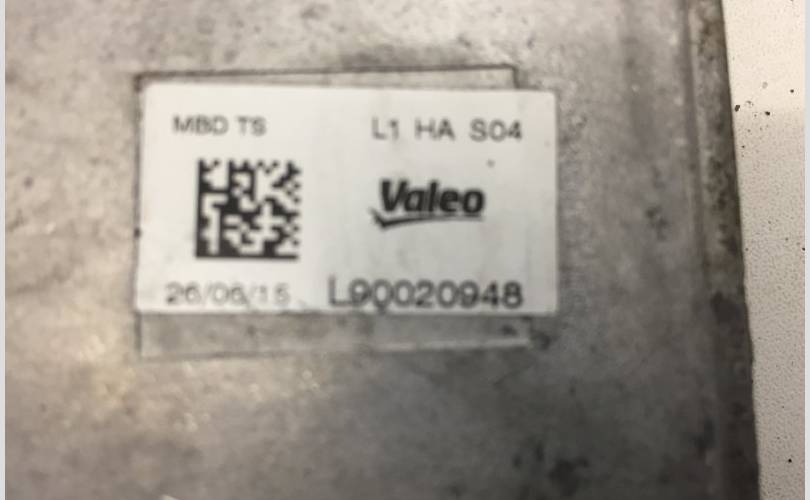 MBD TS L1 HA S04
Valeo
26/06/15 L90020948